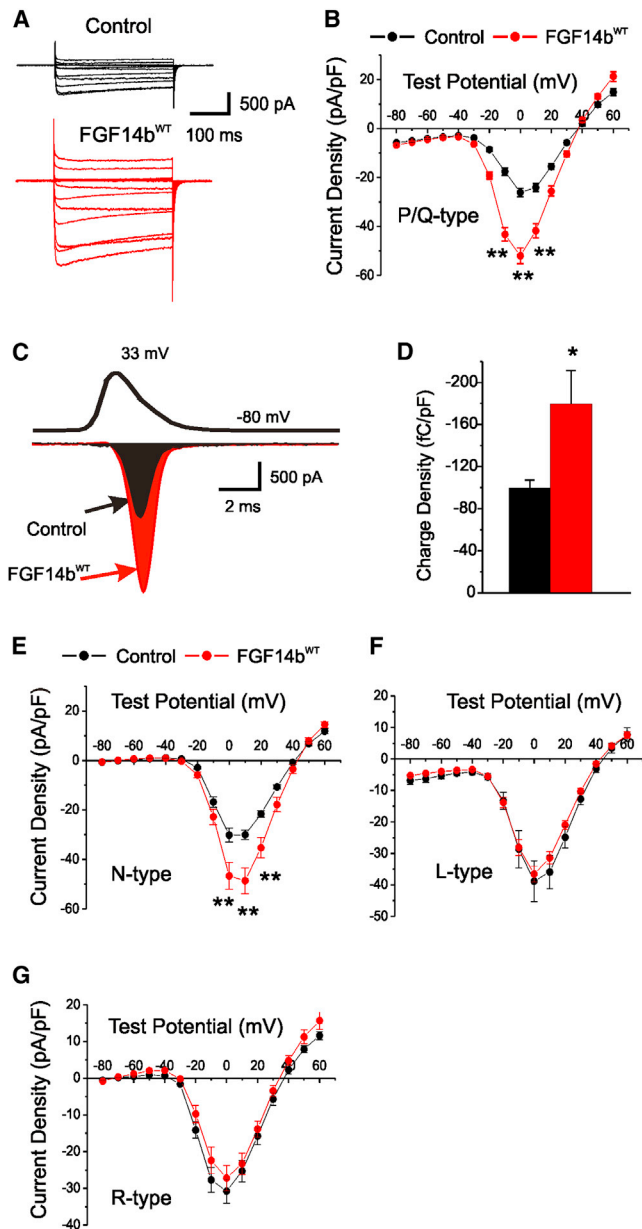 A
Control
500 pA
100 ms
FGF14b^WT
B
Control FGF14b^WT
Test Potential (mV)
Current Density (pA/pF)
20
0
-20
-40
-60
-80 -60 -40 -20 0 20 40 60
P/Q-type
**
**
**
C
33 mV
-80 mV
500 pA
2 ms
Control
FGF14b^WT
D
Charge Density (fC/pF)
-200
-160
-120
-80
-40
0
*
E
Control FGF14b^WT
Test Potential (mV)
Current Density (pA/pF)
20
0
-20
-40
-60
-80 -60 -40 -20 0 20 40 60
N-type
**
**
**
F
Test Potential (mV)
Current Density (pA/pF)
20
10
0
-10
-20
-30
-40
-50
-80 -60 -40 -20 0 20 40 60
L-type
G
Test Potential (mV)
Current Density (pA/pF)
20
10
0
-10
-20
-30
-40
-80 -60 -40 -20 0 20 40 60
R-type